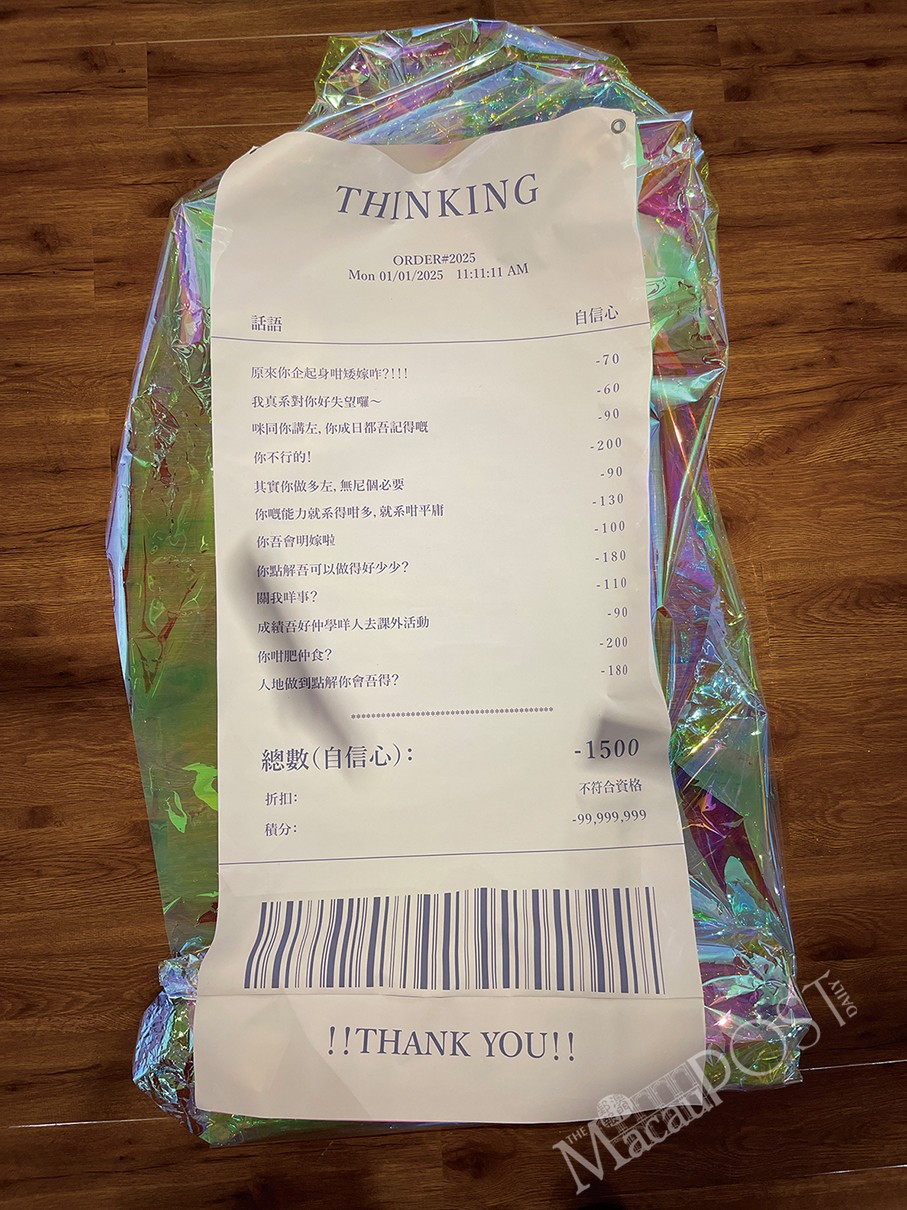 THINKING
ORDER#2025
Mon 01/01/2025 11:11:11 AM
話語 自信心
原來你企起身咁矮嫁咋?!!! -70
我真系對你好失望囉～ -60
咪同你講左, 你成日都吾記得嘅 -90
你不行的! -200
其實你做多左, 無尼個必要 -90
你嘅能力就系得咁多, 就系咁平庸 -130
你吾會明嫁啦 -100
你點解吾可以做得好少少? -180
關我咩事? -110
成績吾好仲學咩人去課外活動 -90
你咁肥仲食? -200
人地做到點解你會吾得? -180
******************************************
總數(自信心): -1500
折扣: 不符合資格
積分: -99,999,999
!!THANK YOU!!
THE Macau POST DAILY